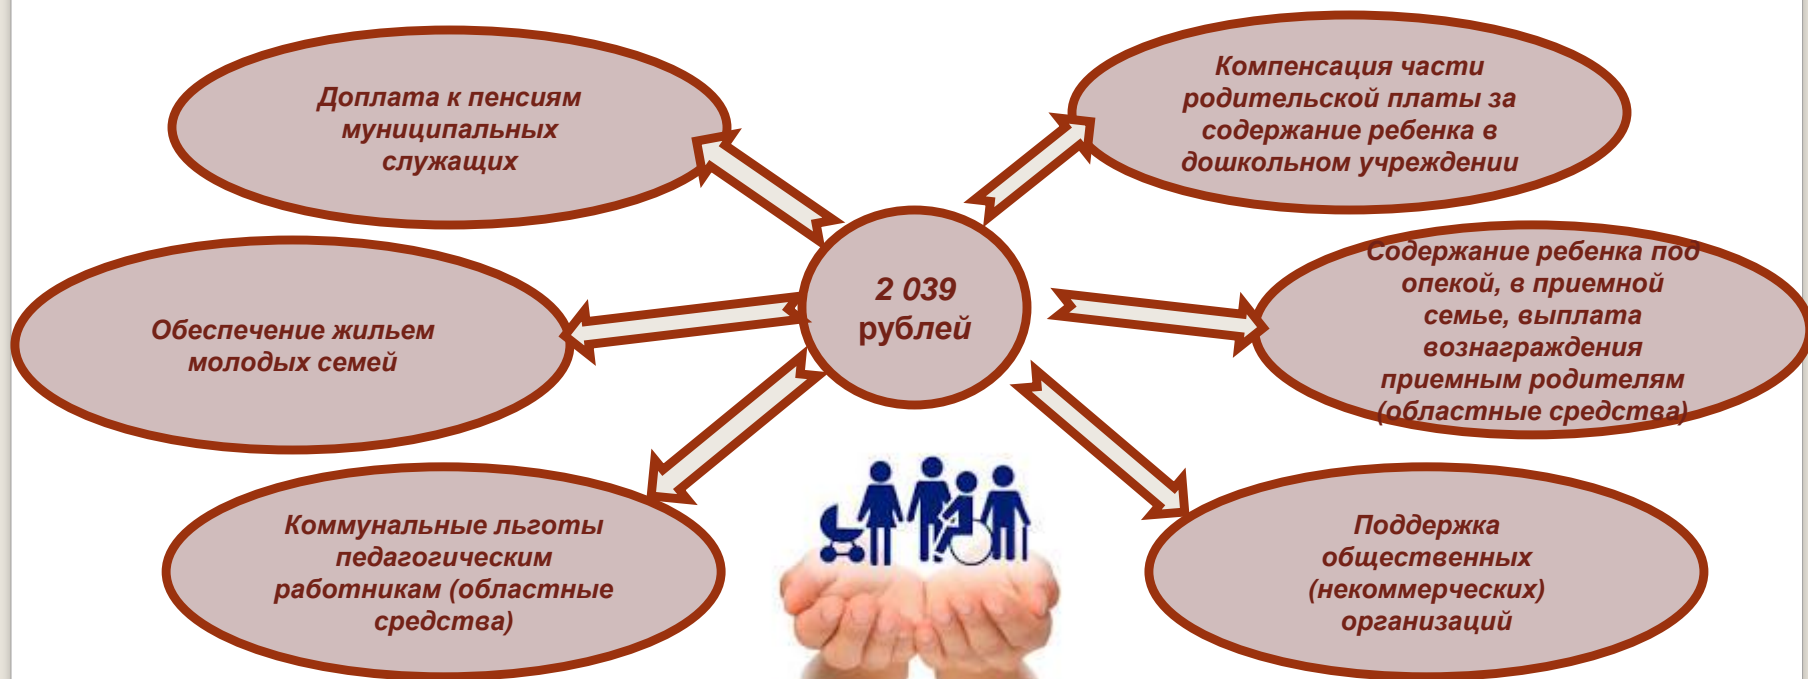 Доплата к пенсиям
муниципальных
служащих
Компенсация части
родительской платы за
содержание ребенка в
дошкольном учреждении
2 039
рублей
Обеспечение жильем
молодых семей
Содержание ребенка под
опекой, в приемной
семье, выплата
вознаграждения
приемным родителям
(областные средства)
Коммунальные льготы
педагогическим
работникам (областные
средства)
Поддержка
общественных
(некоммерческих)
организаций